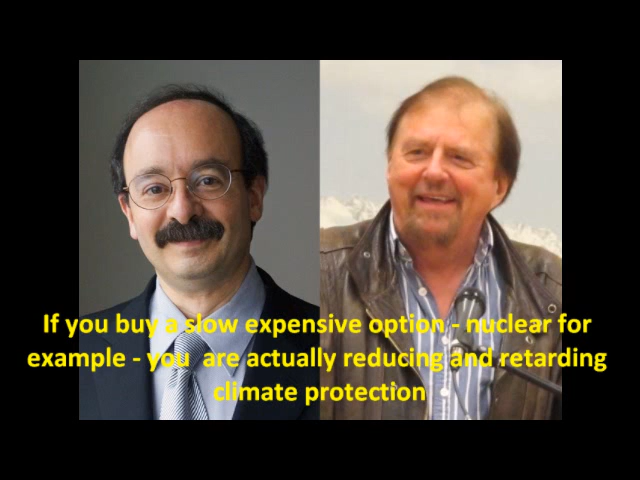 If you buy a slow expensive option - nuclear for
example - you  are actually reducing and retarding
climate protection